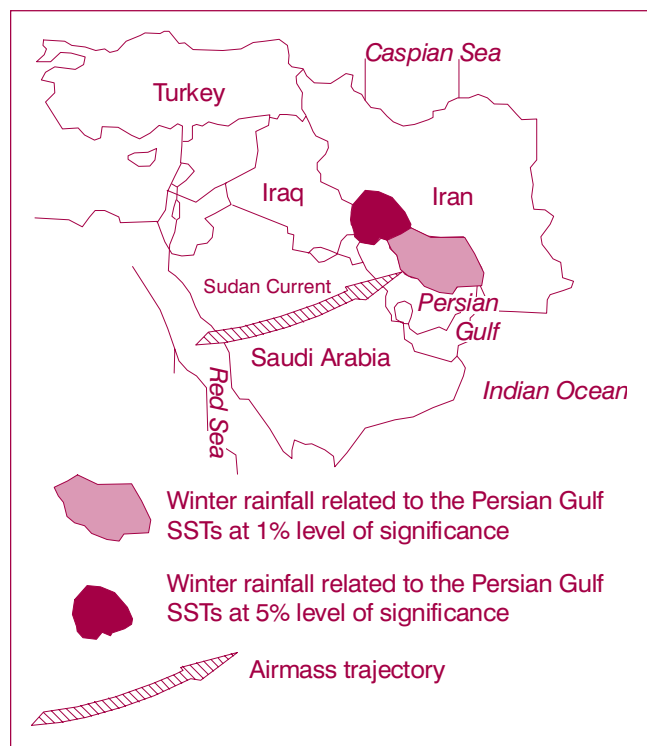 Caspian Sea
Turkey
Iraq
Iran
Sudan Current
Persian
Gulf
Saudi Arabia
Red Sea
Indian Ocean
Winter rainfall related to the Persian Gulf
SSTs at 1% level of significance
Winter rainfall related to the Persian Gulf
SSTs at 5% level of significance
Airmass trajectory